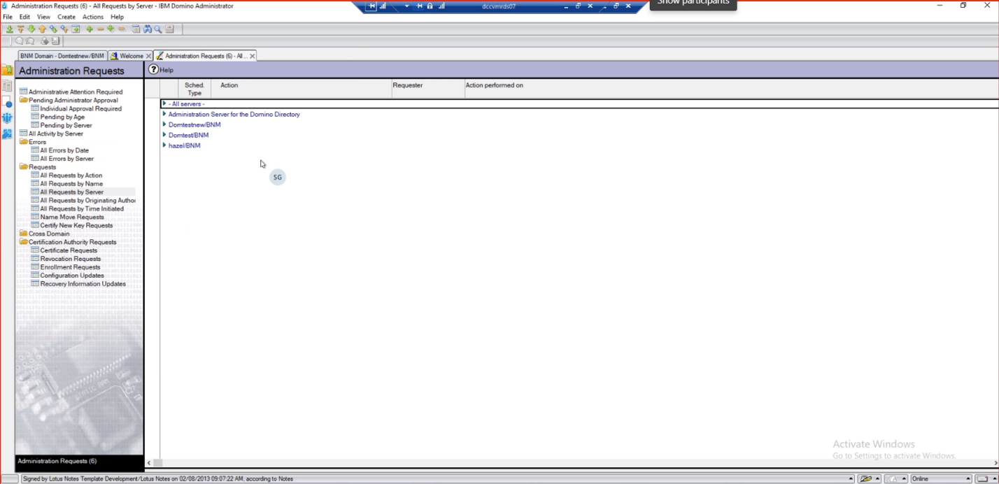 Administration Requests (6) - All Requests by Server - IBM Domino Administrator
dccvmrds07
Show participants
File Edit View Create Actions Help
BNM Domain - Domtestnew/BNM
Welcome
Administration Requests (6) - All ...
Administration Requests
Help
Sched. Type
Action
Requester
Action performed on
Administrative Attention Required
Pending Administrator Approval
Individual Approval Required
Pending by Age
Pending by Server
All Activity by Server
Errors
All Errors by Date
All Errors by Server
Requests
All Requests by Action
All Requests by Name
All Requests by Server
All Requests by Originating Author
All Requests by Time Initiated
Name Move Requests
Certify New Key Requests
Cross Domain
Certification Authority Requests
Certificate Requests
Revocation Requests
Enrollment Requests
Configuration Updates
Recovery Information Updates
- All servers -
Administration Server for the Domino Directory
Domtestnew/BNM
Domtest/BNM
hazel/BNM
SG
Activate Windows
Go to Settings to activate Windows.
Administration Requests (6)
Signed by Lotus Notes Template Development/Lotus Notes on 02/08/2013 09:07:22 AM, according to Notes
Online